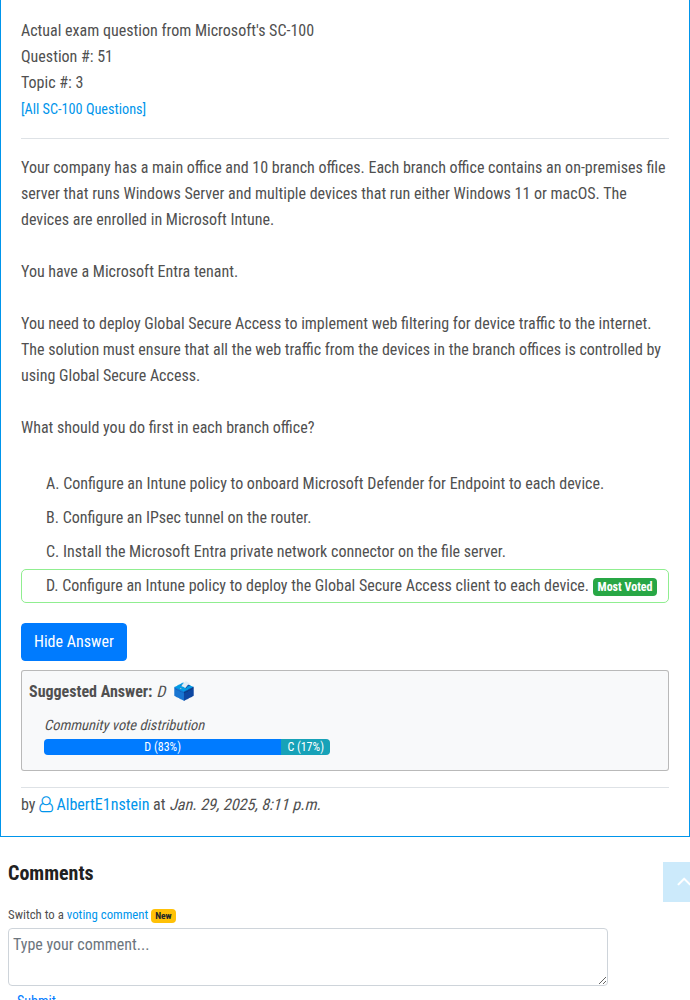 Actual exam question from Microsoft's SC-100
Question #: 51
Topic #: 3
[All SC-100 Questions]
Your company has a main office and 10 branch offices. Each branch office contains an on-premises file
server that runs Windows Server and multiple devices that run either Windows 11 or macOS. The
devices are enrolled in Microsoft Intune.
You have a Microsoft Entra tenant.
You need to deploy Global Secure Access to implement web filtering for device traffic to the internet.
The solution must ensure that all the web traffic from the devices in the branch offices is controlled by
using Global Secure Access.
What should you do first in each branch office?
A. Configure an Intune policy to onboard Microsoft Defender for Endpoint to each device.
B. Configure an IPsec tunnel on the router.
C. Install the Microsoft Entra private network connector on the file server.
D. Configure an Intune policy to deploy the Global Secure Access client to each device. Most Voted
Hide Answer
Suggested Answer: D
Community vote distribution
D (83%) C (17%)
by AlbertE1nstein at Jan. 29, 2025, 8:11 p.m.
Comments
Switch to a voting comment New
Type your comment...
Submit